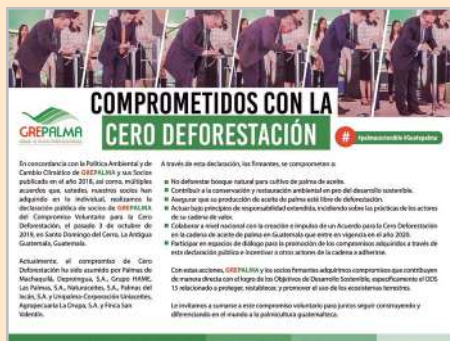 COMPROMETIDOS CON LA
CERO DEFORESTACIÓN
GREPALMA
#palmasostenible #Guatepalma
En concordancia con la Política Ambiental y de
Cambio Climático de GREPALMA y sus Socios
publicado en el año 2018, así como, múltiples
acuerdos que, ustedes, nuestros socios han
adquirido en lo individual, realizamos la
declaración pública de socios de GREPALMA
del Compromiso Voluntario para la Cero
Deforestación, el pasado 3 de octubre de
2019, en Santo Domingo del Cerro, La Antigua
Guatemala, Guatemala.
Actualmente, el compromiso de Cero
Deforestación ha sido asumido por Palmas de
Machaquilá, Deprointgua, S.A., Grupo HAME,
Las Palmas, S.A., Naturaceites, S.A., Palmas del
Ixcán, S.A. y Unipalma-Corporación Uniaceites,
Agropecuaria La Chupa, S.A. y Finca San
Valentín.
A través de esta declaración, los firmantes, se comprometen a:
No deforestar bosque natural para cultivo de palma de aceite.
Contribuir a la conservación y restauración ambiental en pro del desarrollo sostenible.
Asegurar que su producción de aceite de palma esté libre de deforestación.
Actuar bajo principios de responsabilidad extendida, incidiendo sobre las prácticas de los actores
de su cadena de valor.
Colaborar a nivel nacional con la creación e impulso de un Acuerdo para la Cero Deforestación
en la cadena de aceite de palma en Guatemala que entre en vigencia en el año 2020.
Participar en espacios de diálogo para la promoción de los compromisos adquiridos a través de
esta declaración pública e incentivar a otros actores de la cadena a adherirse.
Con estas acciones, GREPALMA y los socios firmantes adquirimos compromisos que contribuyen
de manera directa con el logro de los Objetivos de Desarrollo Sostenible, específicamente el ODS
15 relacionado a proteger, restablecer, y promover el uso de los ecosistemas terrestres.
Le invitamos a sumarse a este compromiso voluntario para juntos seguir construyendo y
diferenciando en el mundo a la palmicultura guatemalteca.